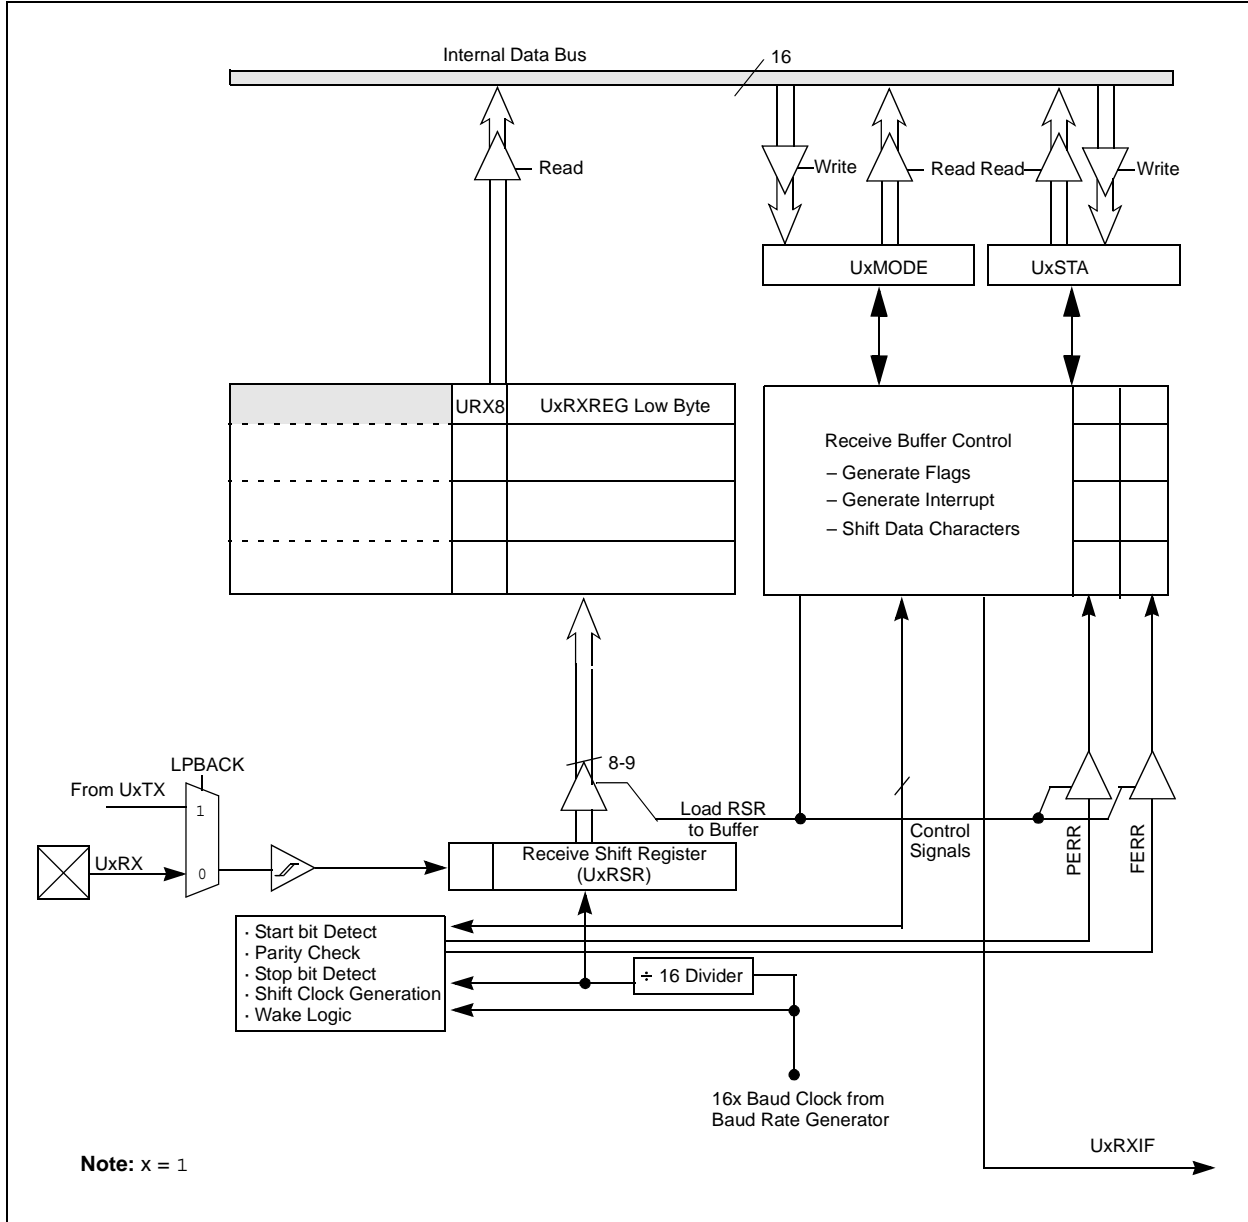 Internal Data Bus
16
Read
Write
Read Read
Write
UxMODE
UxSTA
URX8
UxRXREG Low Byte
Receive Buffer Control
– Generate Flags
– Generate Interrupt
– Shift Data Characters
LPBACK
From UxTX
1
UxRX
0
8-9
Load RSR
to Buffer
Control
Signals
PERR
FERR
Receive Shift Register
(UxRSR)
· Start bit Detect
· Parity Check
· Stop bit Detect
· Shift Clock Generation
· Wake Logic
÷ 16 Divider
16x Baud Clock from
Baud Rate Generator
UxRXIF
Note: x = 1